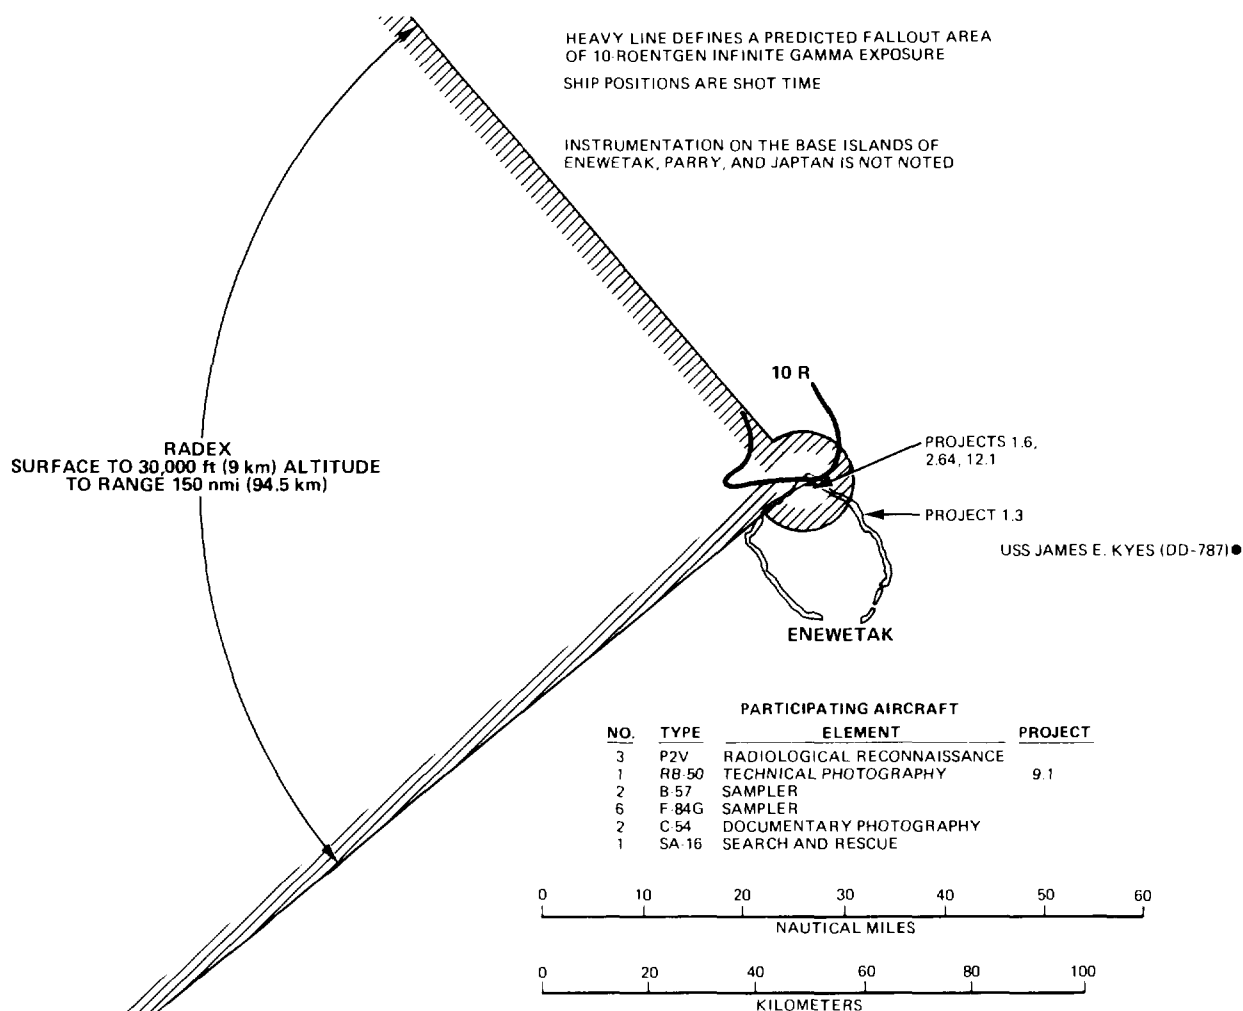 HEAVY LINE DEFINES A PREDICTED FALLOUT AREA
OF 10-ROENTGEN INFINITE GAMMA EXPOSURE
SHIP POSITIONS ARE SHOT TIME
INSTRUMENTATION ON THE BASE ISLANDS OF
ENEWETAK, PARRY, AND JAPTAN IS NOT NOTED
10 R
RADEX
SURFACE TO 30,000 ft (9 km) ALTITUDE
TO RANGE 150 nmi (94.5 km)
PROJECTS 1.6,
2.64, 12.1
PROJECT 1.3
USS JAMES E. KYES (DD-787)
ENEWETAK
PARTICIPATING AIRCRAFT
NO. TYPE ELEMENT PROJECT
3 P2V RADIOLOGICAL RECONNAISSANCE
1 RB-50 TECHNICAL PHOTOGRAPHY 9.1
2 B-57 SAMPLER
6 F-84G SAMPLER
2 C-54 DOCUMENTARY PHOTOGRAPHY
1 SA-16 SEARCH AND RESCUE
0 10 20 30 40 50 60
NAUTICAL MILES
0 20 40 60 80 100
KILOMETERS